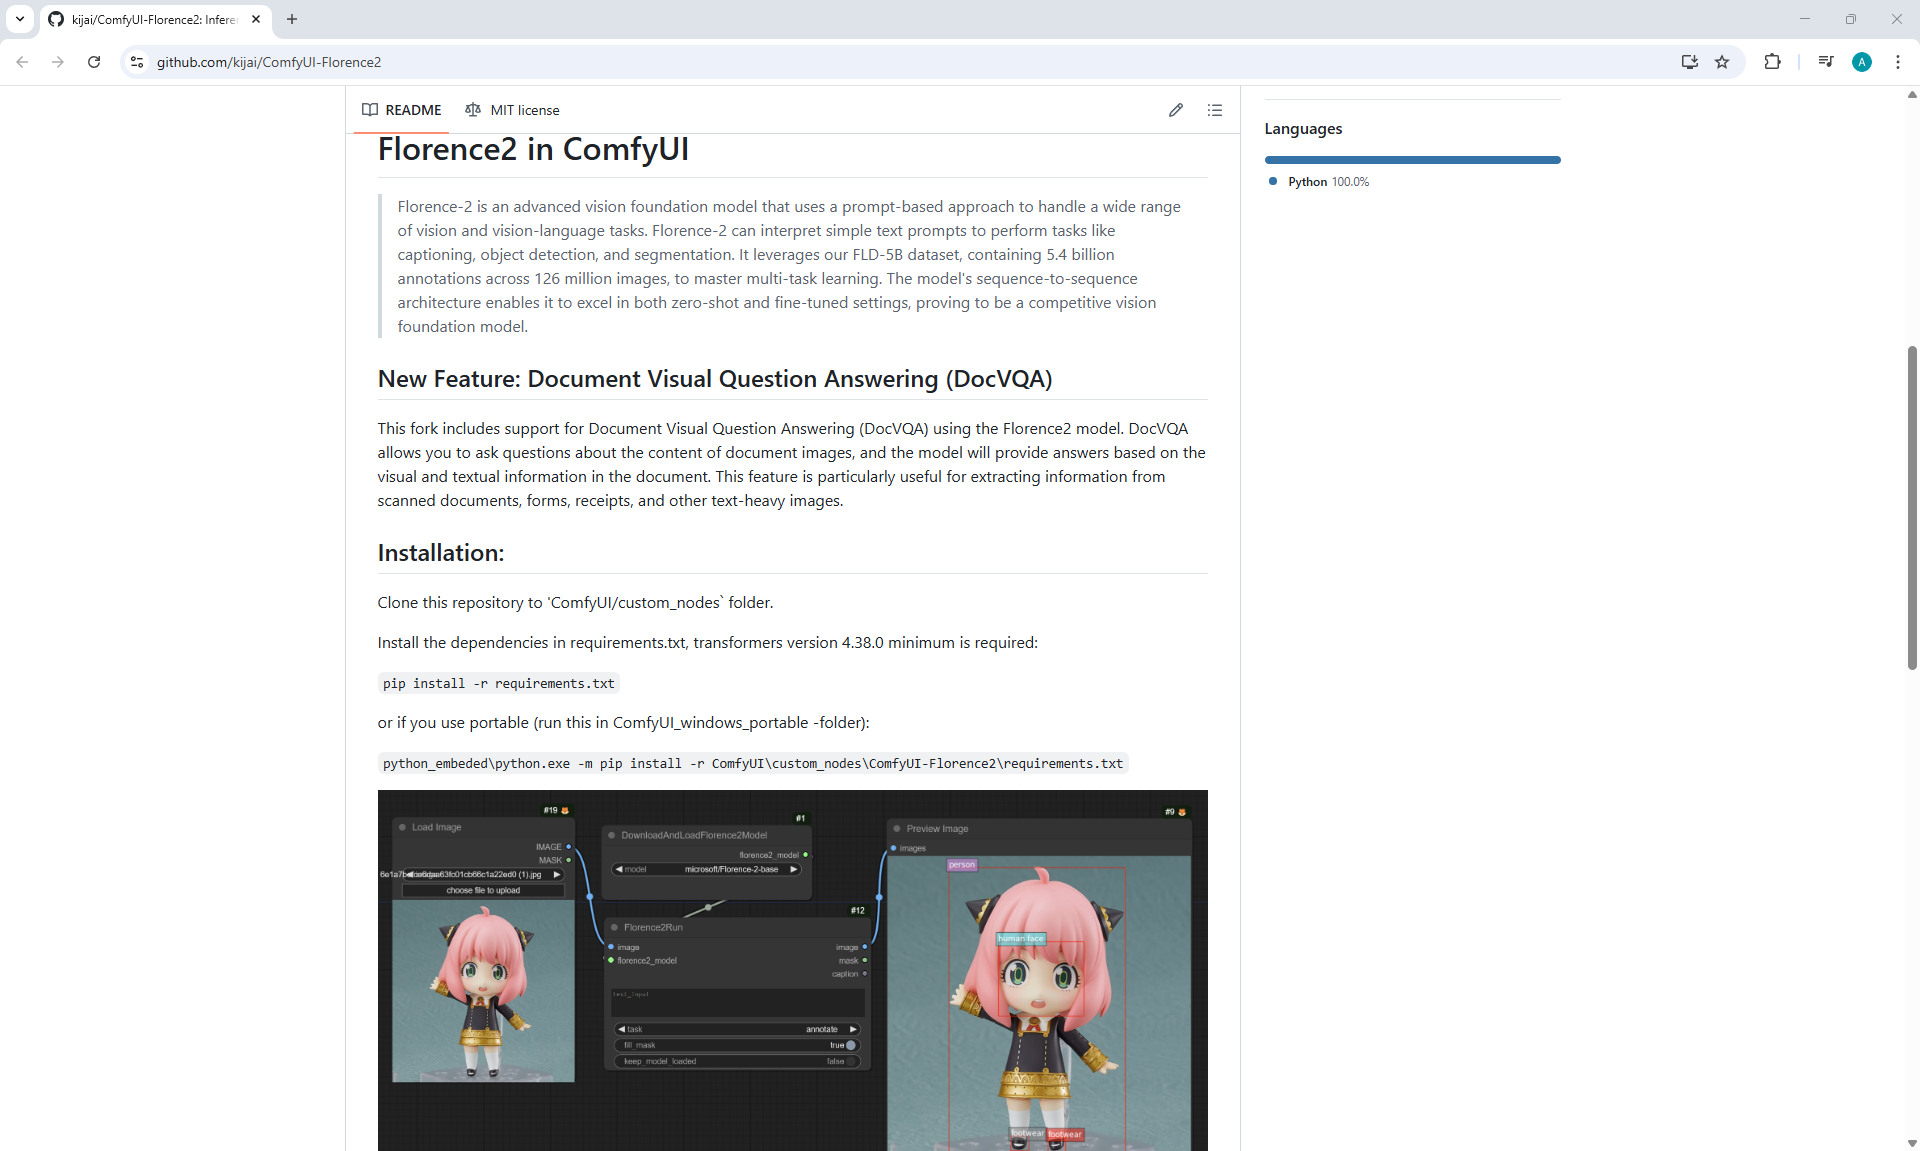 kijai/ComfyUI-Florence2: Infere
github.com/kijai/ComfyUI-Florence2
A
README
MIT license
Florence2 in ComfyUI
Florence-2 is an advanced vision foundation model that uses a prompt-based approach to handle a wide range
of vision and vision-language tasks. Florence-2 can interpret simple text prompts to perform tasks like
captioning, object detection, and segmentation. It leverages our FLD-5B dataset, containing 5.4 billion
annotations across 126 million images, to master multi-task learning. The model's sequence-to-sequence
architecture enables it to excel in both zero-shot and fine-tuned settings, proving to be a competitive vision
foundation model.
New Feature: Document Visual Question Answering (DocVQA)
This fork includes support for Document Visual Question Answering (DocVQA) using the Florence2 model. DocVQA
allows you to ask questions about the content of document images, and the model will provide answers based on the
visual and textual information in the document. This feature is particularly useful for extracting information from
scanned documents, forms, receipts, and other text-heavy images.
Installation:
Clone this repository to 'ComfyUI/custom_nodes` folder.
Install the dependencies in requirements.txt, transformers version 4.38.0 minimum is required:
pip install -r requirements.txt
or if you use portable (run this in ComfyUI_windows_portable -folder):
python_embeded\python.exe -m pip install -r ComfyUI\custom_nodes\ComfyUI-Florence2\requirements.txt
#19
Load Image
IMAGE
MASK
choose file to upload
#1
DownloadAndLoadFlorence2Model
florence2_model
model microsoft/Florence-2-base
#12
Florence2Run
image image
florence2_model mask
caption
text_input
task annotate
fill_mask true
keep_model_loaded false
#9
Preview Image
images
person
human face
footwear footwear
Languages
Python 100.0%